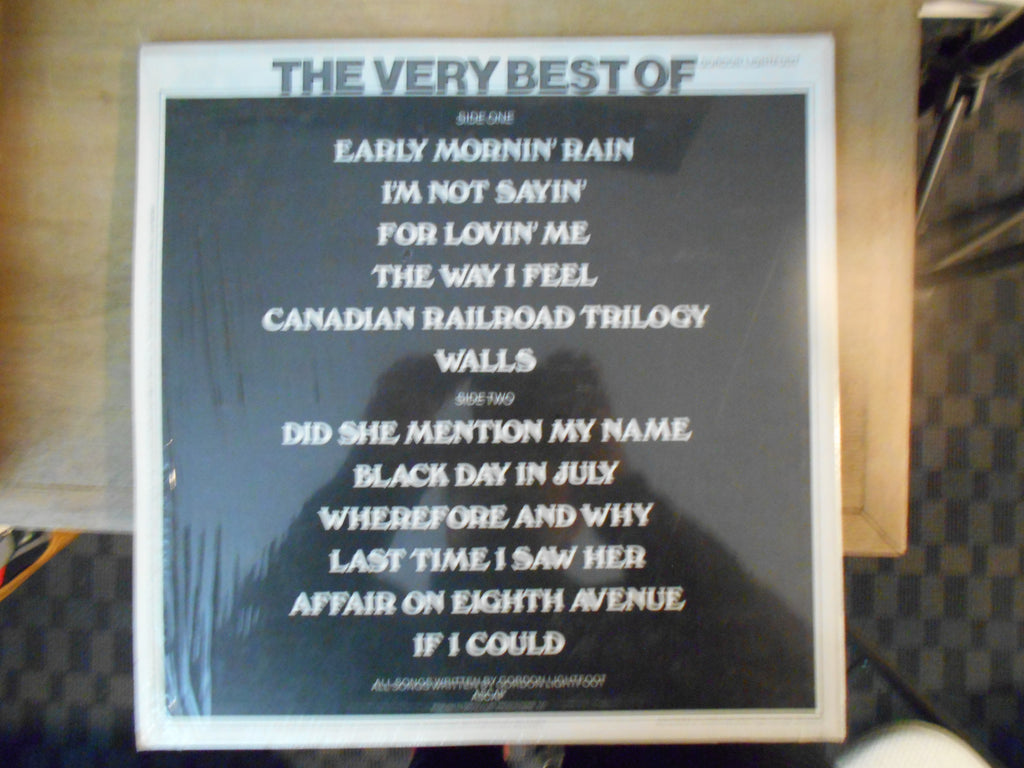 THE VERY BEST OF GORDON LIGHTFOOT
SIDE ONE
EARLY MORNIN' RAIN
I'M NOT SAYIN'
FOR LOVIN' ME
THE WAY I FEEL
CANADIAN RAILROAD TRILOGY
WALLS
SIDE TWO
DID SHE MENTION MY NAME
BLACK DAY IN JULY
WHEREFORE AND WHY
LAST TIME I SAW HER
AFFAIR ON EIGHTH AVENUE
IF I COULD
ALL SONGS WRITTEN BY GORDON LIGHTFOOT
ASCAP